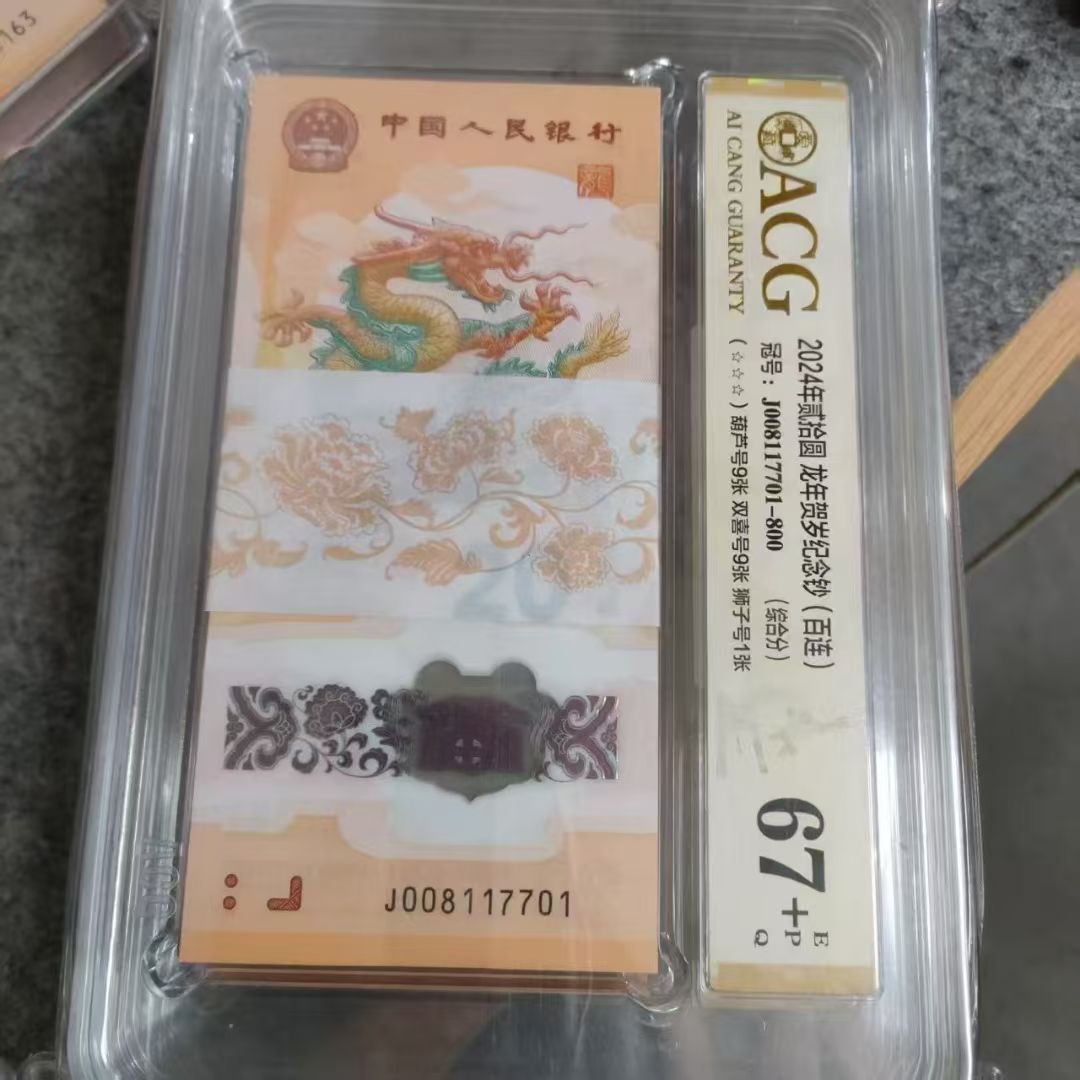 163
中国人民银行
J008117701
ACG
AI CANG GUARANTY
2024年贰拾圆 龙年贺岁纪念钞（百连）
冠号：J008117701-800 （综合分）
（☆☆☆）葫芦号9张 双喜号9张 狮子号1张
67+
E
P
Q